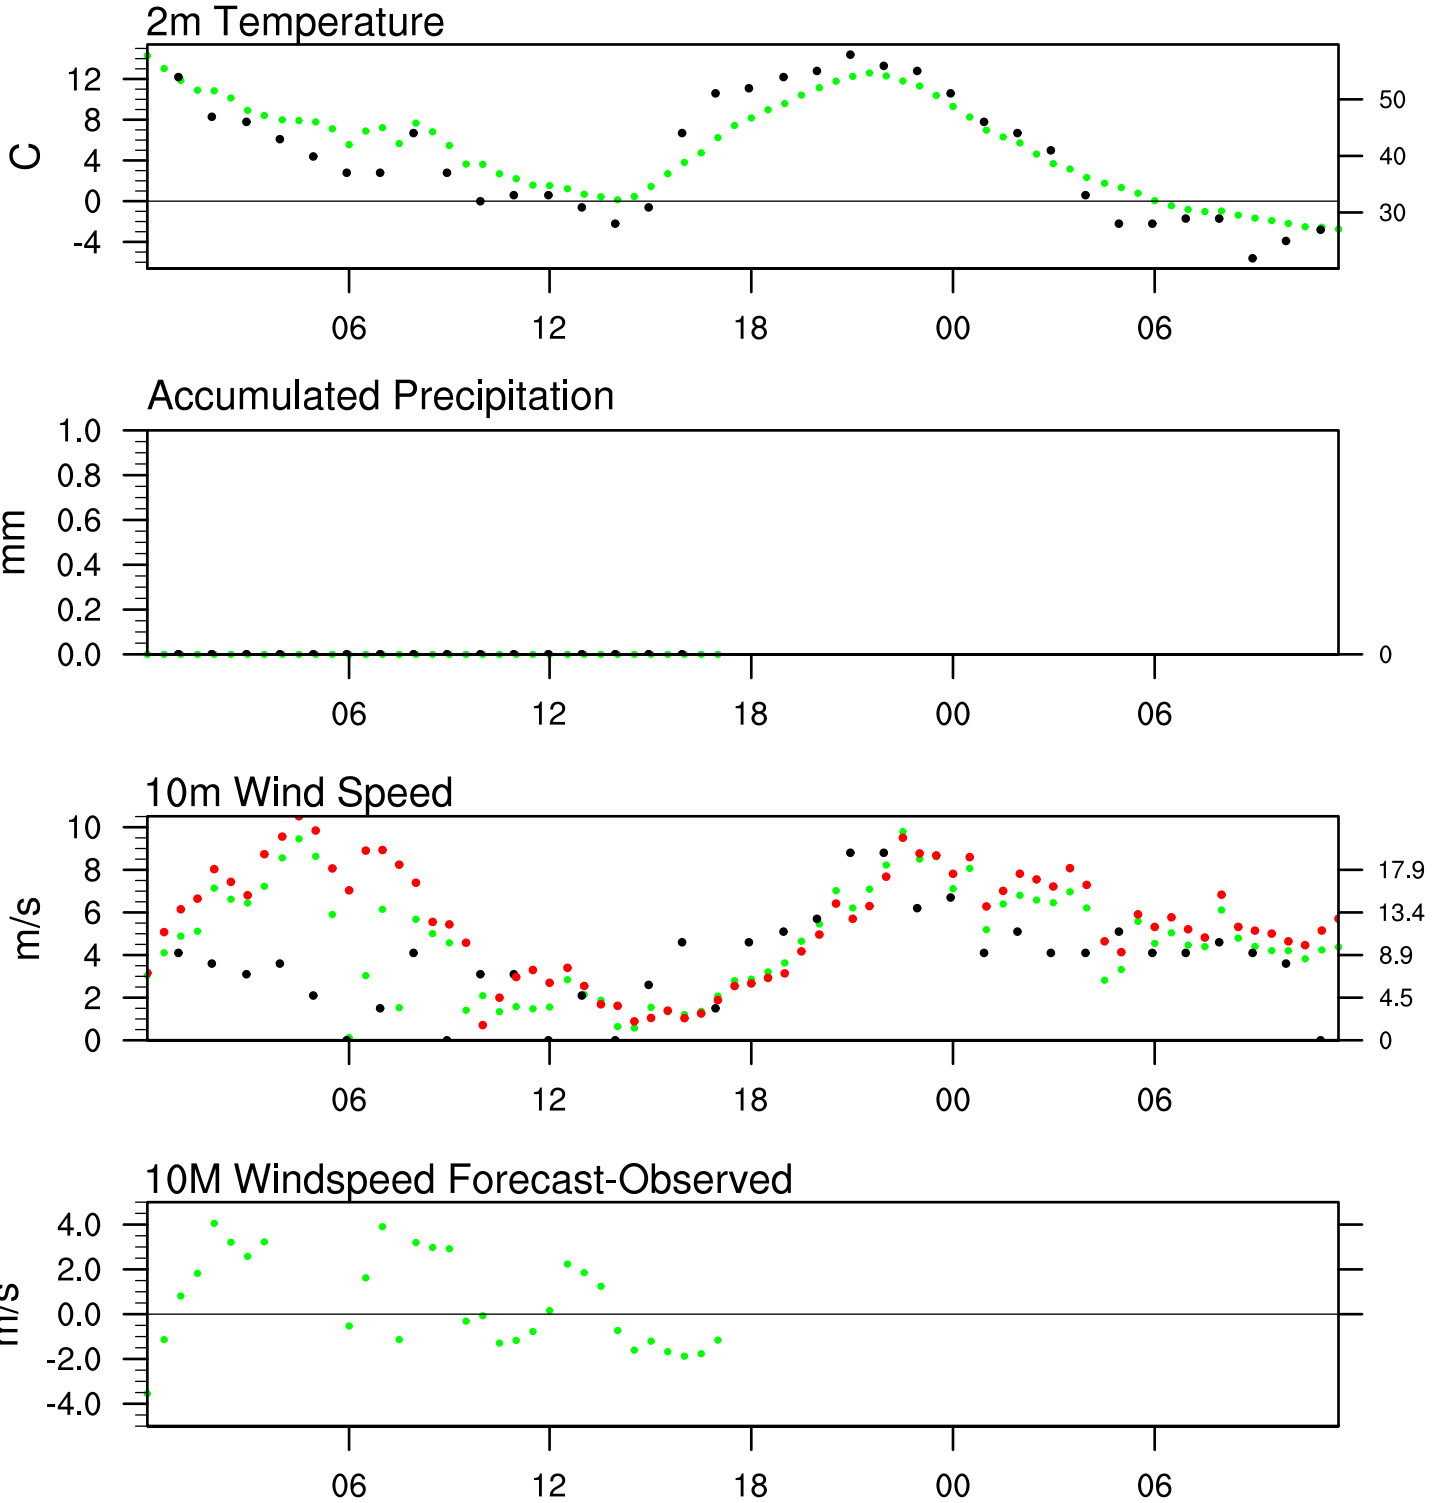 2m Temperature
12
8
4
0
-4
C
50
40
30
06 12 18 00 06
Accumulated Precipitation
1.0
0.8
0.6
0.4
0.2
0.0
mm
0
06 12 18 00 06
10m Wind Speed
10
8
6
4
2
0
m/s
17.9
13.4
8.9
4.5
0
06 12 18 00 06
10M Windspeed Forecast-Observed
4.0
2.0
0.0
-2.0
-4.0
m/s
06 12 18 00 06